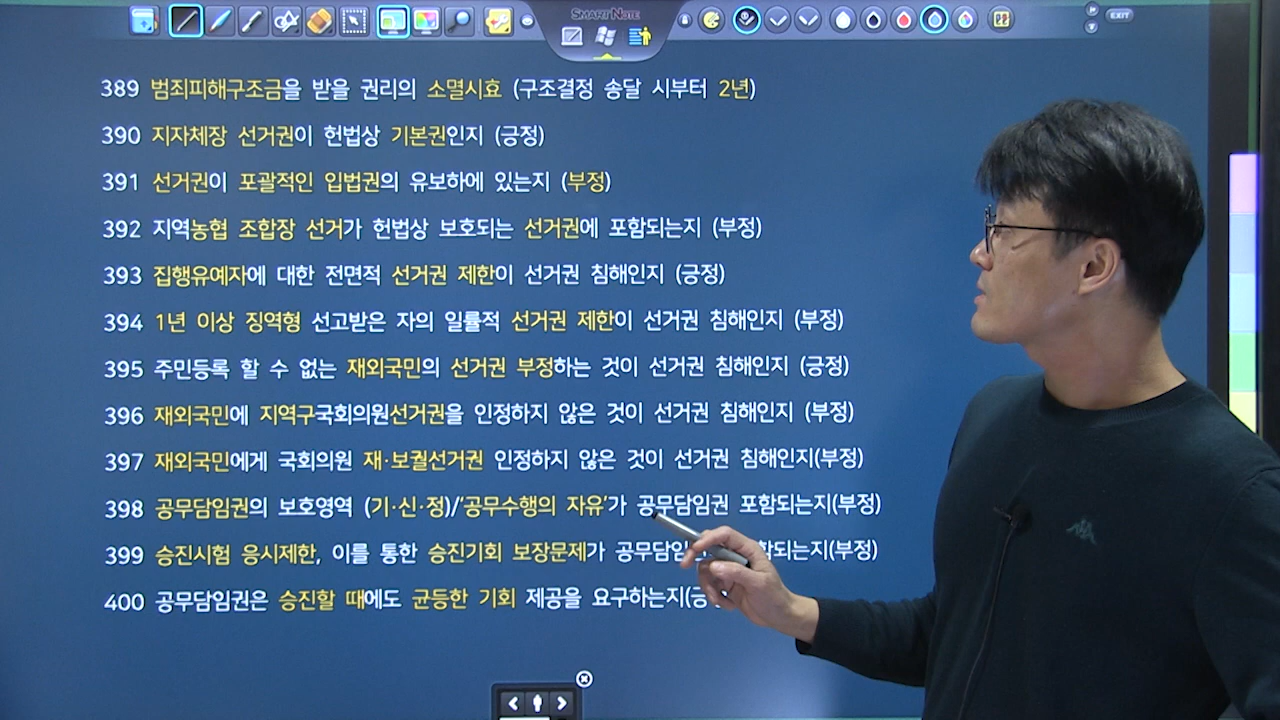 SMART NOTE
EXIT
389 범죄피해구조금을 받을 권리의 소멸시효 (구조결정 송달 시부터 2년)
390 지자체장 선거권이 헌법상 기본권인지 (긍정)
391 선거권이 포괄적인 입법권의 유보하에 있는지 (부정)
392 지역농협 조합장 선거가 헌법상 보호되는 선거권에 포함되는지 (부정)
393 집행유예자에 대한 전면적 선거권 제한이 선거권 침해인지 (긍정)
394 1년 이상 징역형 선고받은 자의 일률적 선거권 제한이 선거권 침해인지 (부정)
395 주민등록 할 수 없는 재외국민의 선거권 부정하는 것이 선거권 침해인지 (긍정)
396 재외국민에 지역구국회의원선거권을 인정하지 않은 것이 선거권 침해인지 (부정)
397 재외국민에게 국회의원 재·보궐선거권 인정하지 않은 것이 선거권 침해인지(부정)
398 공무담임권의 보호영역 (기·신·정)/'공무수행의 자유'가 공무담임권 포함되는지(부정)
399 승진시험 응시제한, 이를 통한 승진기회 보장문제가 공무담임 되는지(부정)
400 공무담임권은 승진할 때에도 균등한 기회 제공을 요구하는지(긍